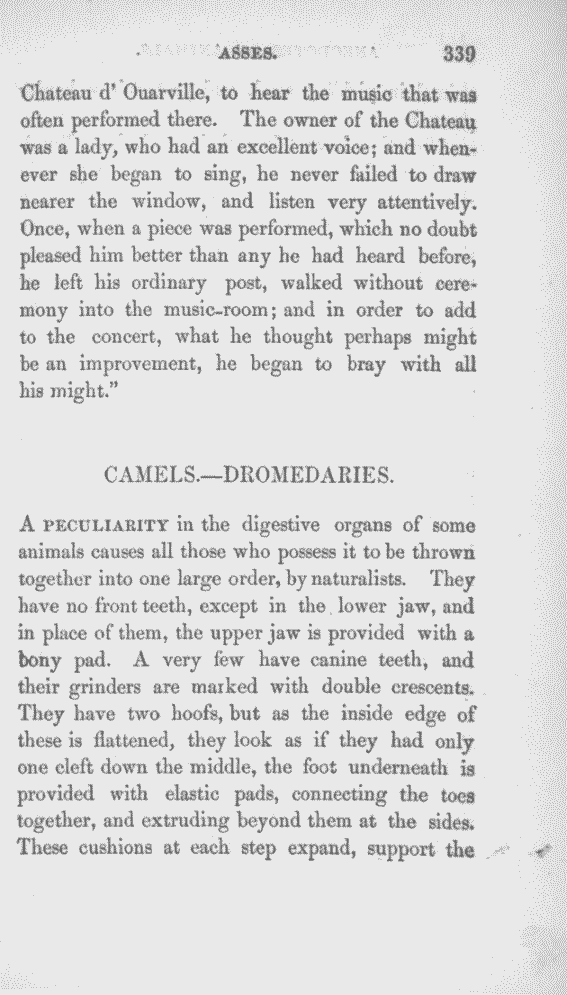 ASSES. 339
Chateau d' Ouarville, to hear the music that was
often performed there. The owner of the Chateau
was a lady, who had an excellent voice; and when-
ever she began to sing, he never failed to draw
nearer the window, and listen very attentively.
Once, when a piece was performed, which no doubt
pleased him better than any he had heard before,
he left his ordinary post, walked without cere-
mony into the music-room; and in order to add
to the concert, what he thought perhaps might
be an improvement, he began to bray with all
his might.”
CAMELS.—DROMEDARIES.
A PECULIARITY in the digestive organs of some
animals causes all those who possess it to be thrown
together into one large order, by naturalists. They
have no front teeth, except in the lower jaw, and
in place of them, the upper jaw is provided with a
bony pad. A very few have canine teeth, and
their grinders are marked with double crescents.
They have two hoofs, but as the inside edge of
these is flattened, they look as if they had only
one cleft down the middle, the foot underneath is
provided with elastic pads, connecting the toes
together, and extruding beyond them at the sides.
These cushions at each step expand, support the